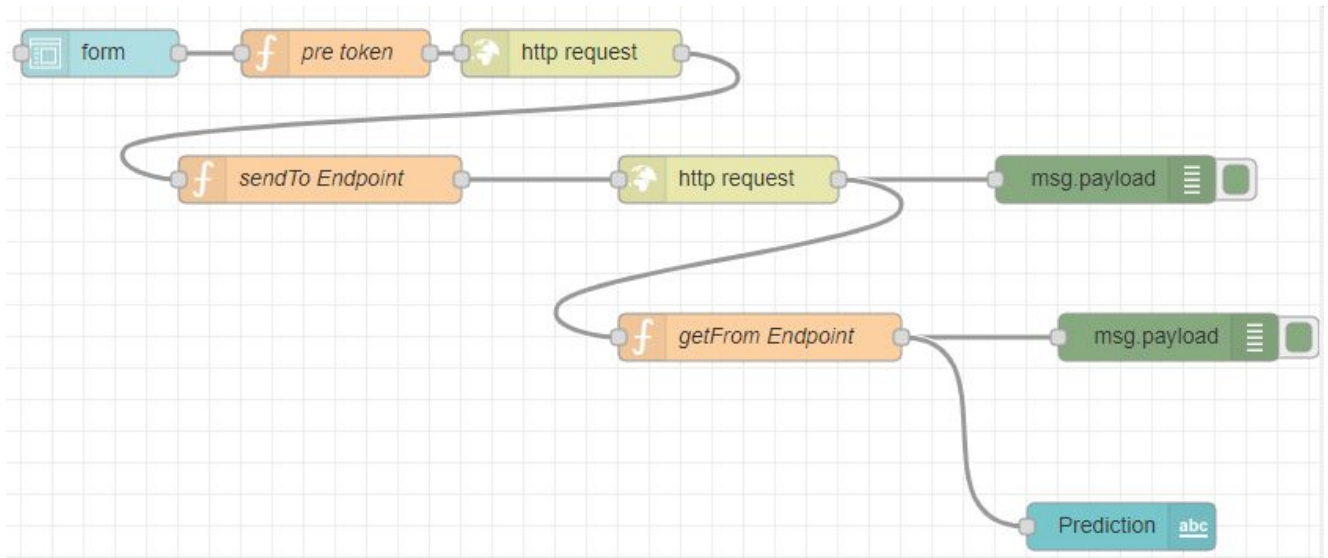 form
pre token
http request
sendTo Endpoint
http request
msg.payload
getFrom Endpoint
msg.payload
Prediction
abc